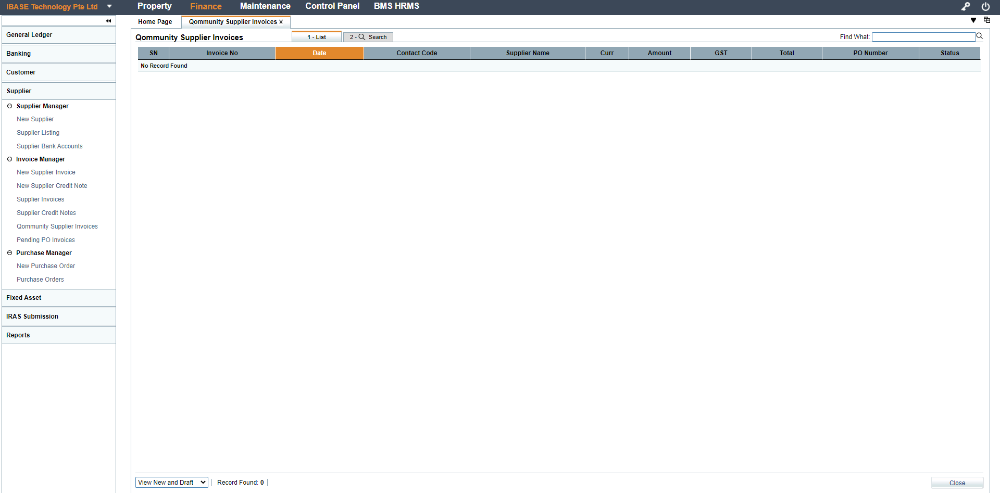 IBASE Technology Pte Ltd
Property Finance Maintenance Control Panel BMS HRMS
Home Page Qommunity Supplier Invoices x
General Ledger
Banking
Customer
Supplier
Supplier Manager
New Supplier
Supplier Listing
Supplier Bank Accounts
Invoice Manager
New Supplier Invoice
New Supplier Credit Note
Supplier Invoices
Supplier Credit Notes
Qommunity Supplier Invoices
Pending PO Invoices
Purchase Manager
New Purchase Order
Purchase Orders
Fixed Asset
IRAS Submission
Reports
Qommunity Supplier Invoices
1 - List
2 - Search
Find What:
SN Invoice No Date Contact Code Supplier Name Curr Amount GST Total PO Number Status
No Record Found
View New and Draft
Record Found: 0
Close